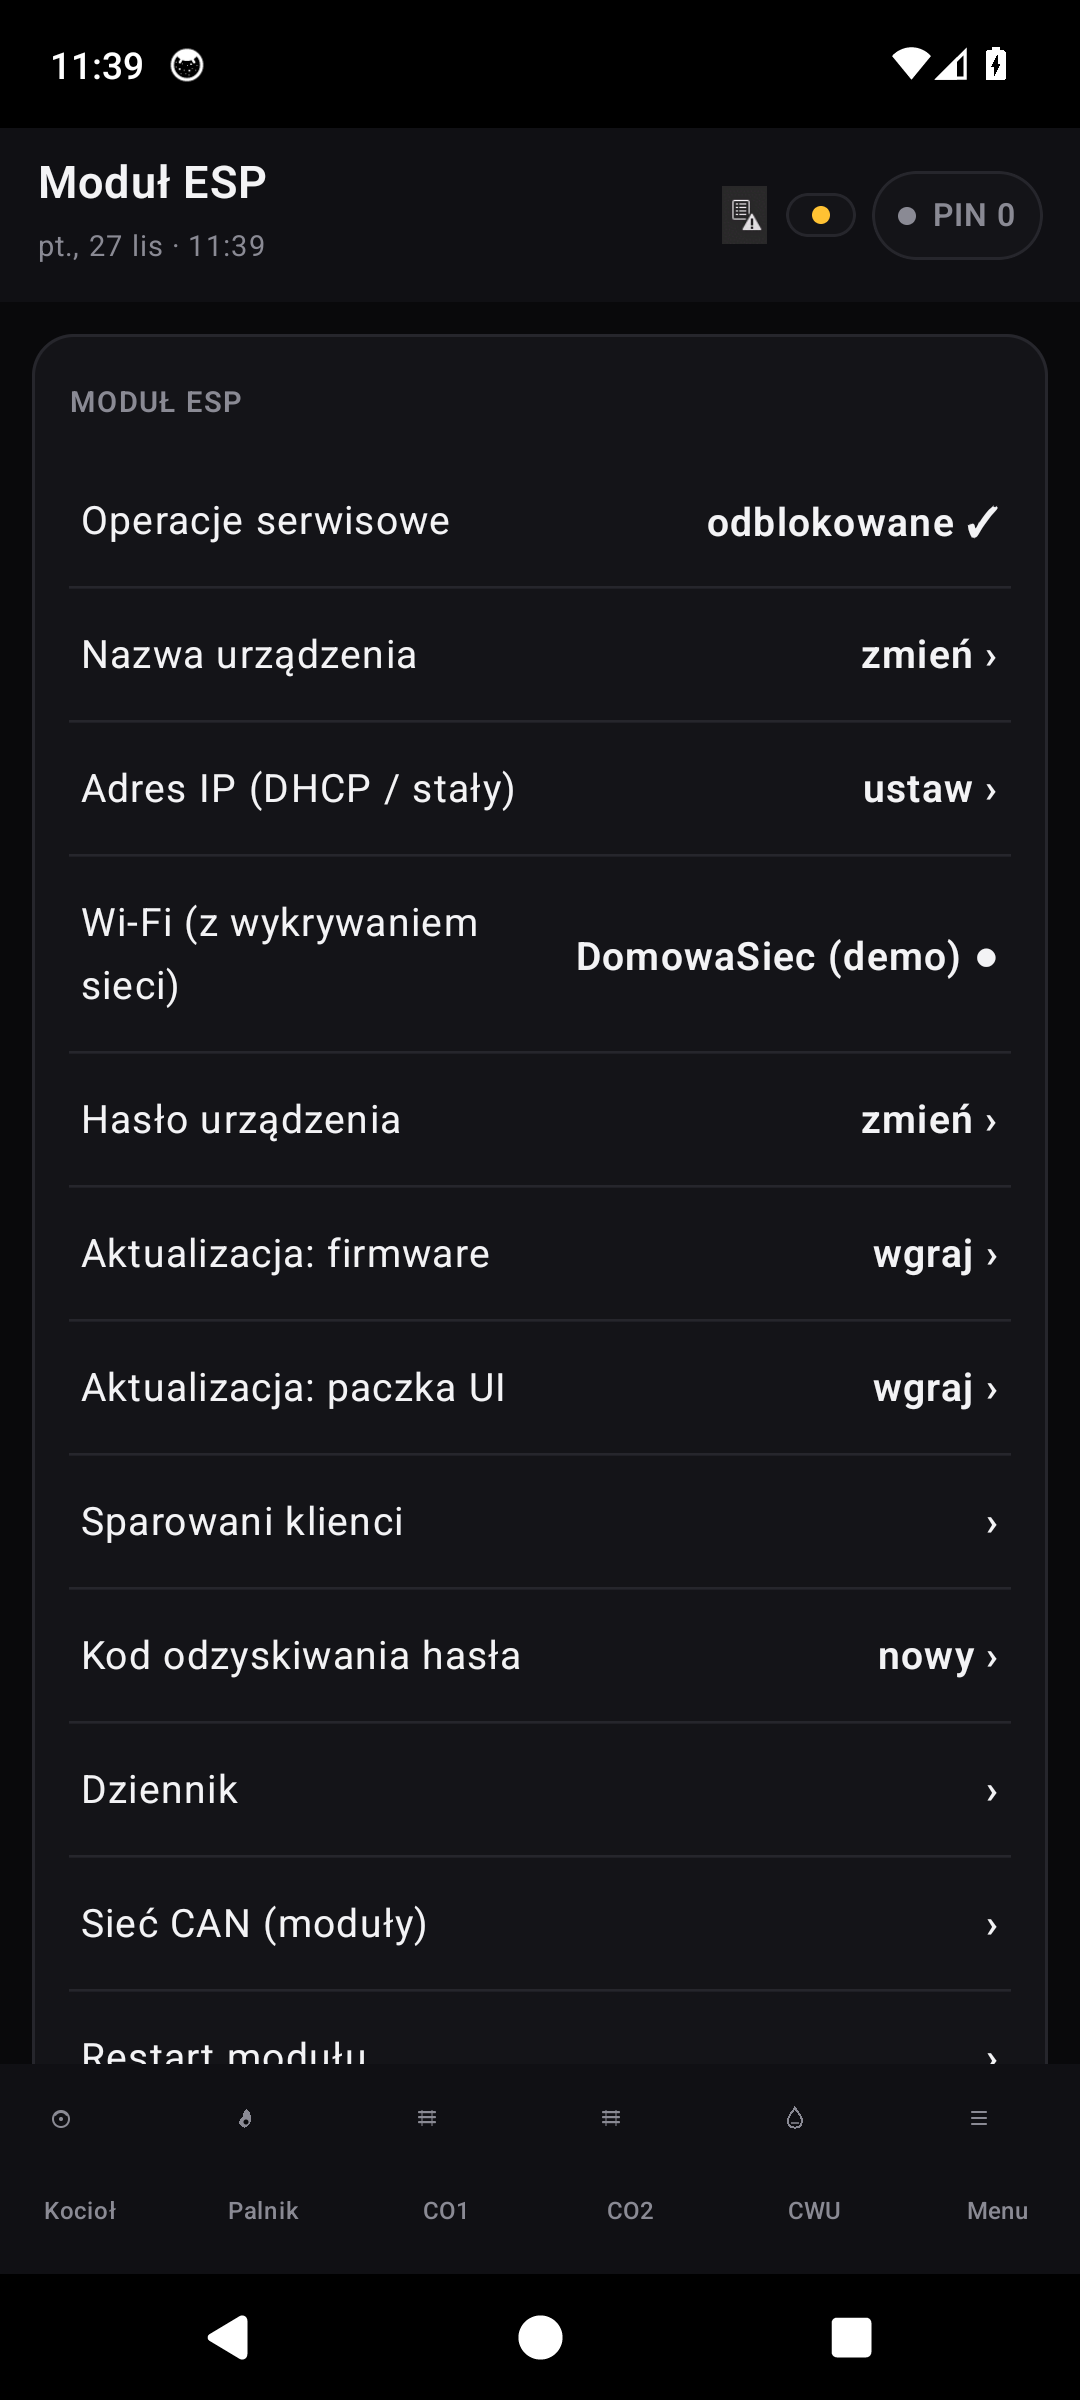 11:39
Moduł ESP
pt., 27 lis · 11:39
PIN 0
MODUŁ ESP
Operacje serwisowe odblokowane ✓
Nazwa urządzenia zmień ›
Adres IP (DHCP / stały) ustaw ›
Wi-Fi (z wykrywaniem
sieci) DomowaSiec (demo) ●
Hasło urządzenia zmień ›
Aktualizacja: firmware wgraj ›
Aktualizacja: paczka UI wgraj ›
Sparowani klienci ›
Kod odzyskiwania hasła nowy ›
Dziennik ›
Sieć CAN (moduły) ›
Restart modułu ›
Kocioł Palnik CO1 CO2 CWU Menu